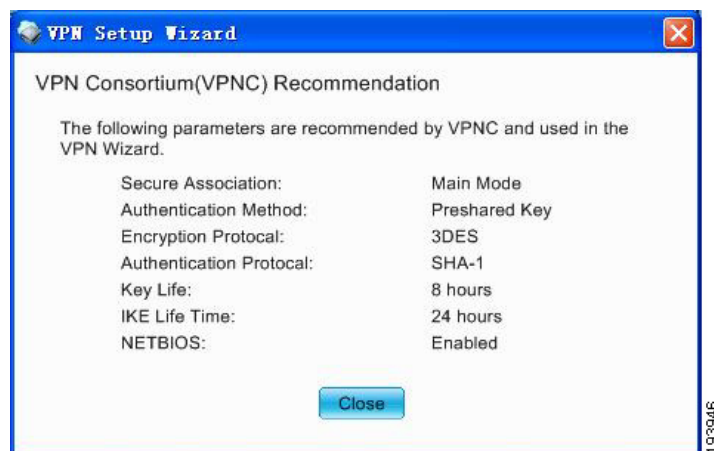 VPN Setup Wizard
VPN Consortium(VPNC) Recommendation
The following parameters are recommended by VPNC and used in the
VPN Wizard.
Secure Association: Main Mode
Authentication Method: Preshared Key
Encryption Protocal: 3DES
Authentication Protocal: SHA-1
Key Life: 8 hours
IKE Life Time: 24 hours
NETBIOS: Enabled
Close
193946